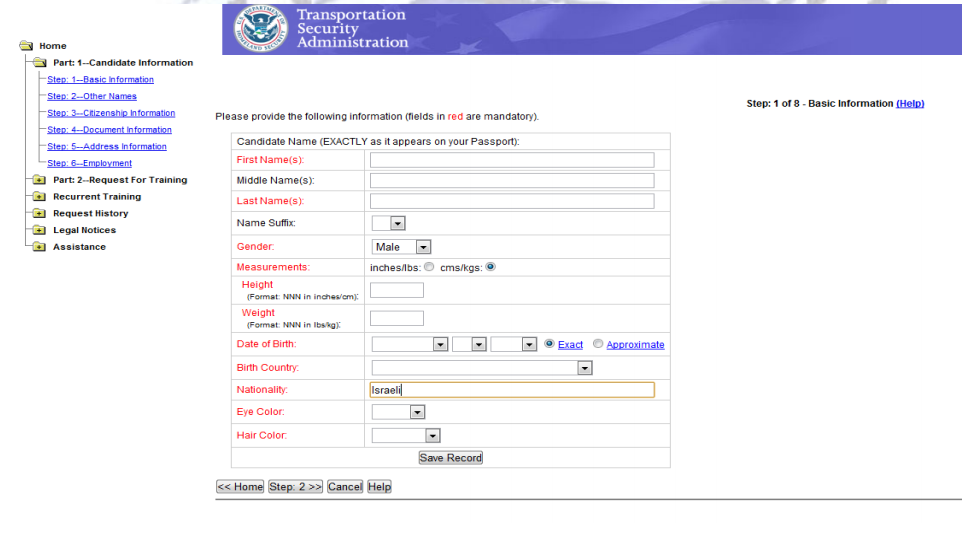 Transportation
Security
Administration
Home
Part: 1--Candidate Information
Step: 1--Basic Information
Step: 2--Other Names
Step: 3--Citizenship Information
Step: 4--Document Information
Step: 5--Address Information
Step: 6--Employment
Part: 2--Request For Training
Recurrent Training
Request History
Legal Notices
Assistance
Step: 1 of 8 - Basic Information (Help)
Please provide the following information (fields in red are mandatory).
Candidate Name (EXACTLY as it appears on your Passport):
First Name(s):
Middle Name(s):
Last Name(s):
Name Suffix:
Gender: Male
Measurements: inches/lbs: cms/kgs:
Height
(Format: NNN in inches/cm):
Weight
(Format: NNN in lbs/kg):
Date of Birth: Exact Approximate
Birth Country:
Nationality: Israeli
Eye Color:
Hair Color:
Save Record
<< Home Step: 2 >> Cancel Help